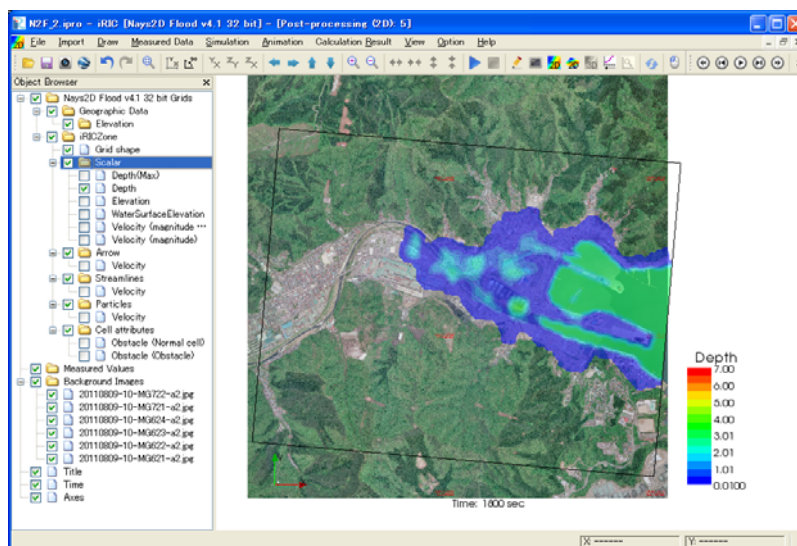 N2F_2.ipro - iRIC [Nays2D Flood v4.1 32 bit] - [Post-processing (2D): 5]
File Import Draw Measured Data Simulation Animation Calculation Result View Option Help
Object Browser
Nays2D Flood v4.1 32 bit Grids
Geographic Data
Elevation
iRICZone
Grid shape
Scalar
Depth(Max)
Depth
Elevation
WaterSurfaceElevation
Velocity (magnitude ...
Velocity (magnitude)
Arrow
Velocity
Streamlines
Velocity
Particles
Velocity
Cell attributes
Obstacle (Normal cell)
Obstacle (Obstacle)
Measured Values
Background Images
20110809-10-MG722-a2.jpg
20110809-10-MG721-a2.jpg
20110809-10-MG624-a2.jpg
20110809-10-MG623-a2.jpg
20110809-10-MG622-a2.jpg
20110809-10-MG621-a2.jpg
Title
Time
Axes
Depth
7.00
6.00
5.00
4.00
3.01
2.01
1.01
0.0100
Time: 1800 sec
X: ------
Y: ------